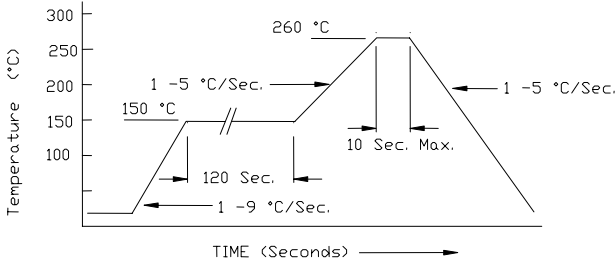 300
260 °C
250
200
1 -5 °C/Sec.
1 -5 °C/Sec.
150 °C
150
10 Sec. Max.
100
120 Sec.
1 -9 °C/Sec.
Temperature (°C)
TIME (Seconds)